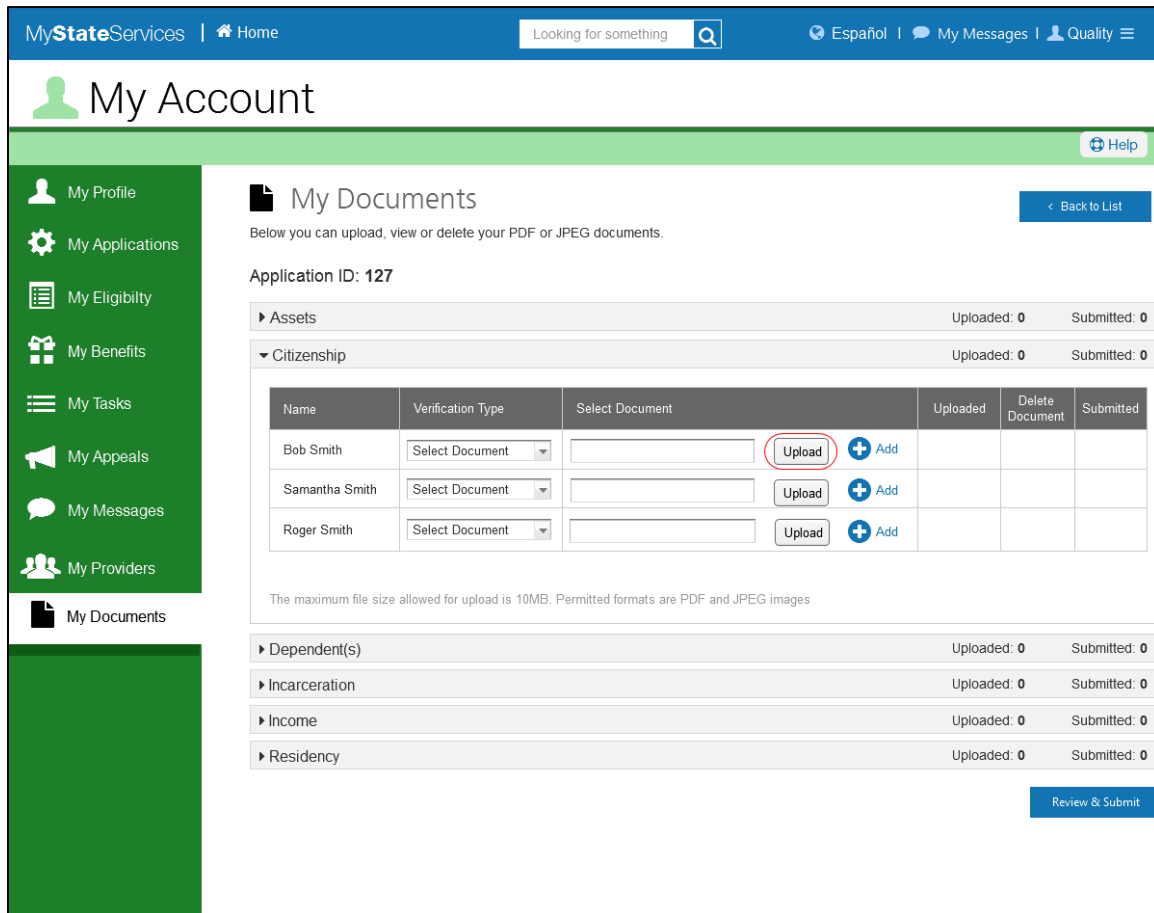 MyStateServices | Home Looking for something Español I My Messages I Quality
My Account
Help
My Profile
My Applications
My Eligibilty
My Benefits
My Tasks
My Appeals
My Messages
My Providers
My Documents
My Documents
< Back to List
Below you can upload, view or delete your PDF or JPEG documents.
Application ID: 127
Assets Uploaded: 0 Submitted: 0
Citizenship Uploaded: 0 Submitted: 0
Name Verification Type Select Document Uploaded Delete Document Submitted
Bob Smith Select Document Upload Add
Samantha Smith Select Document Upload Add
Roger Smith Select Document Upload Add
The maximum file size allowed for upload is 10MB. Permitted formats are PDF and JPEG images
Dependent(s) Uploaded: 0 Submitted: 0
Incarceration Uploaded: 0 Submitted: 0
Income Uploaded: 0 Submitted: 0
Residency Uploaded: 0 Submitted: 0
Review & Submit